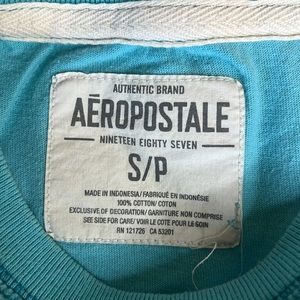 AUTHENTIC BRAND
AĒROPOSTALE
NINETEEN EIGHTY SEVEN
S/P
MADE IN INDONESIA/FABRIQUÉ EN INDONÉSIE
100% COTTON/COTON
EXCLUSIVE OF DECORATION/GARNITURE NON COMPRISE
SEE SIDE FOR CARE/VOIR LE COTÉ POUR LE SOIN
RN 121726 CA 53201